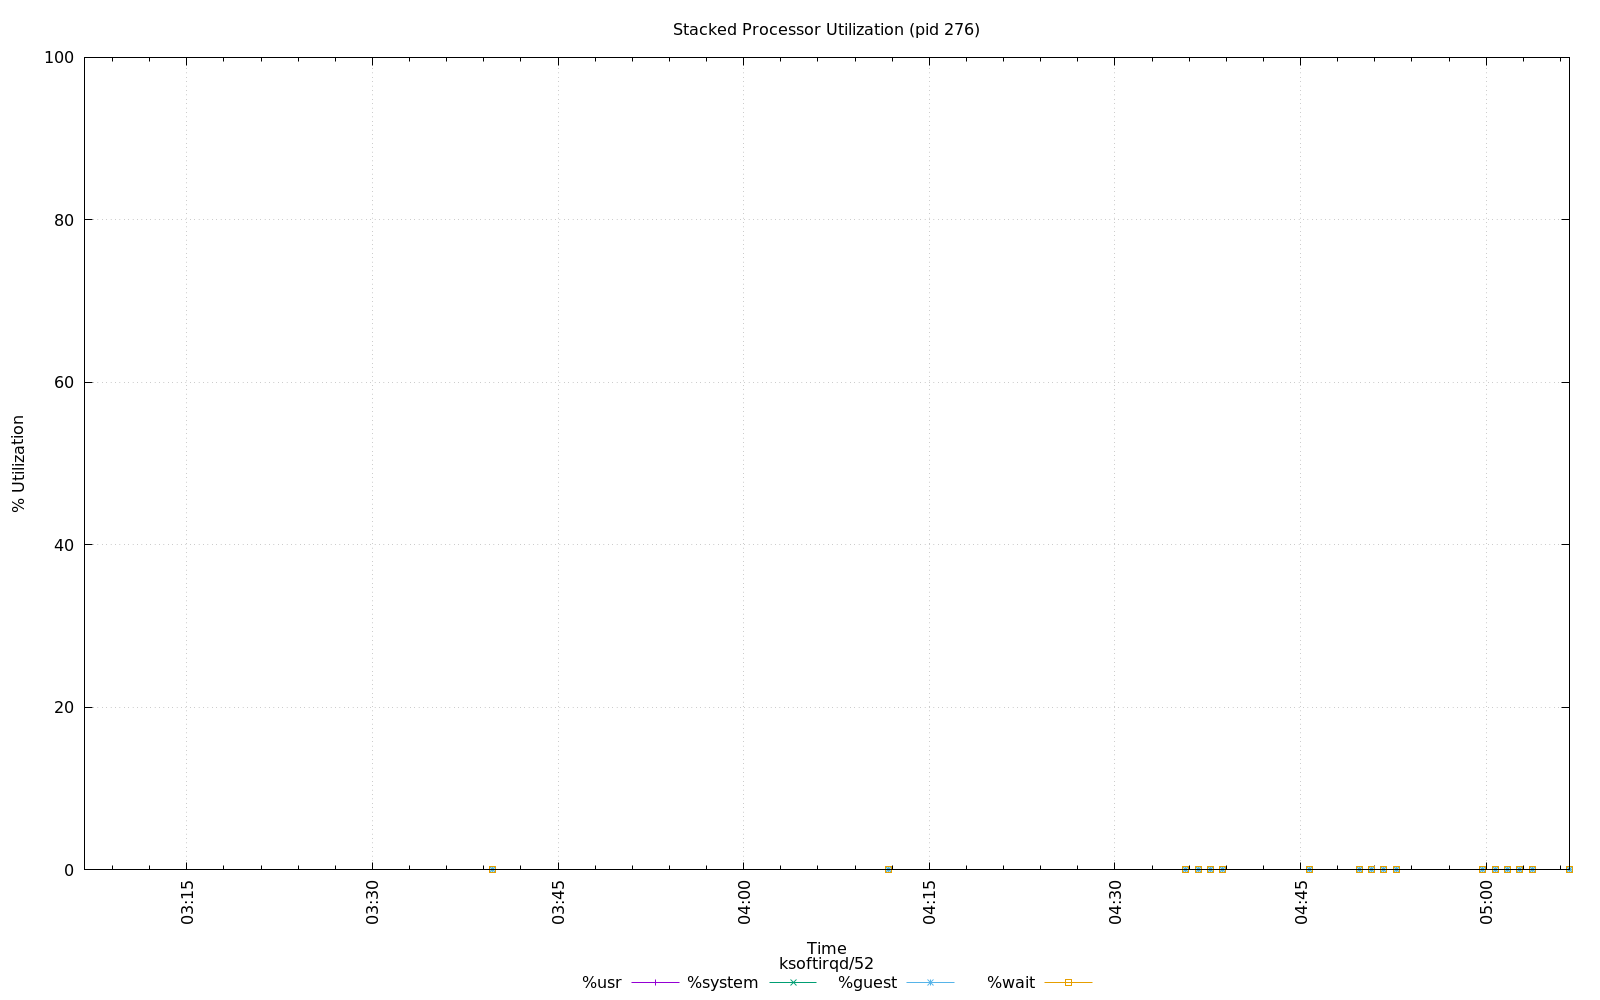 Stacked Processor Utilization (pid 276)
100
80
60
40
20
0
% Utilization
03:15
03:30
03:45
04:00
04:15
04:30
04:45
05:00
Time
ksoftirqd/52
%usr %system %guest %wait